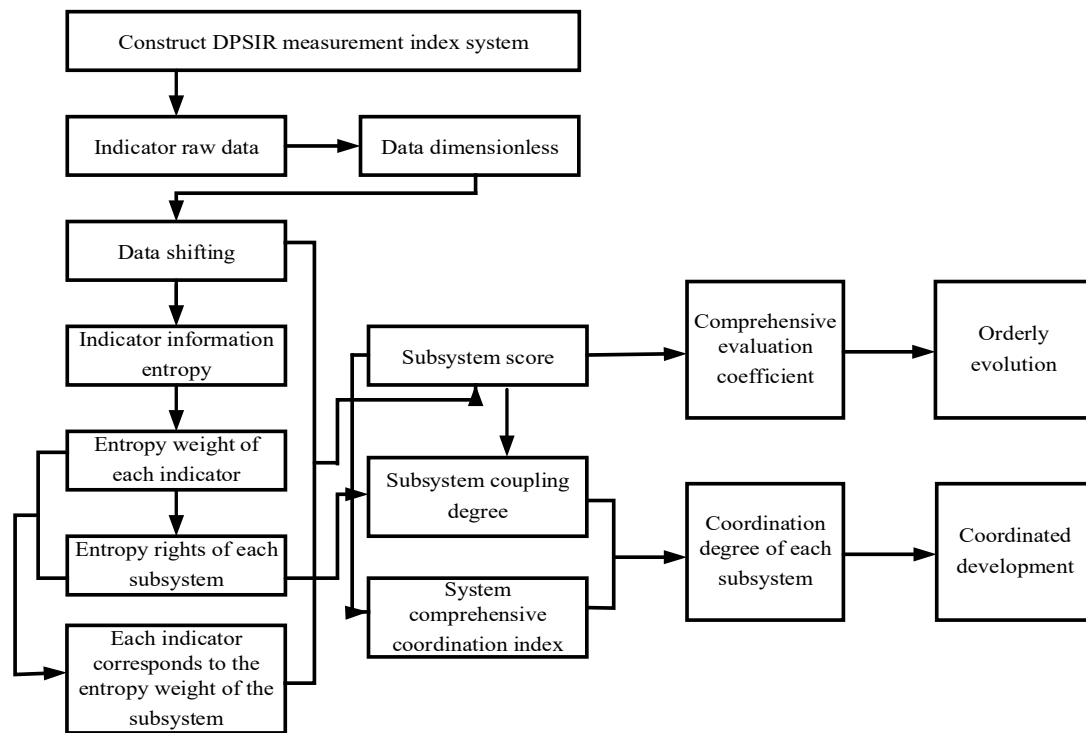 Construct DPSIR measurement index system
Indicator raw data
Data dimensionless
Data shifting
Indicator information
entropy
Entropy weight of
each indicator
Entropy rights of each
subsystem
Each indicator
corresponds to the
entropy weight of the
subsystem
Subsystem score
Subsystem coupling
degree
System
comprehensive
coordination index
Comprehensive
evaluation
coefficient
Orderly
evolution
Coordination
degree of each
subsystem
Coordinated
development